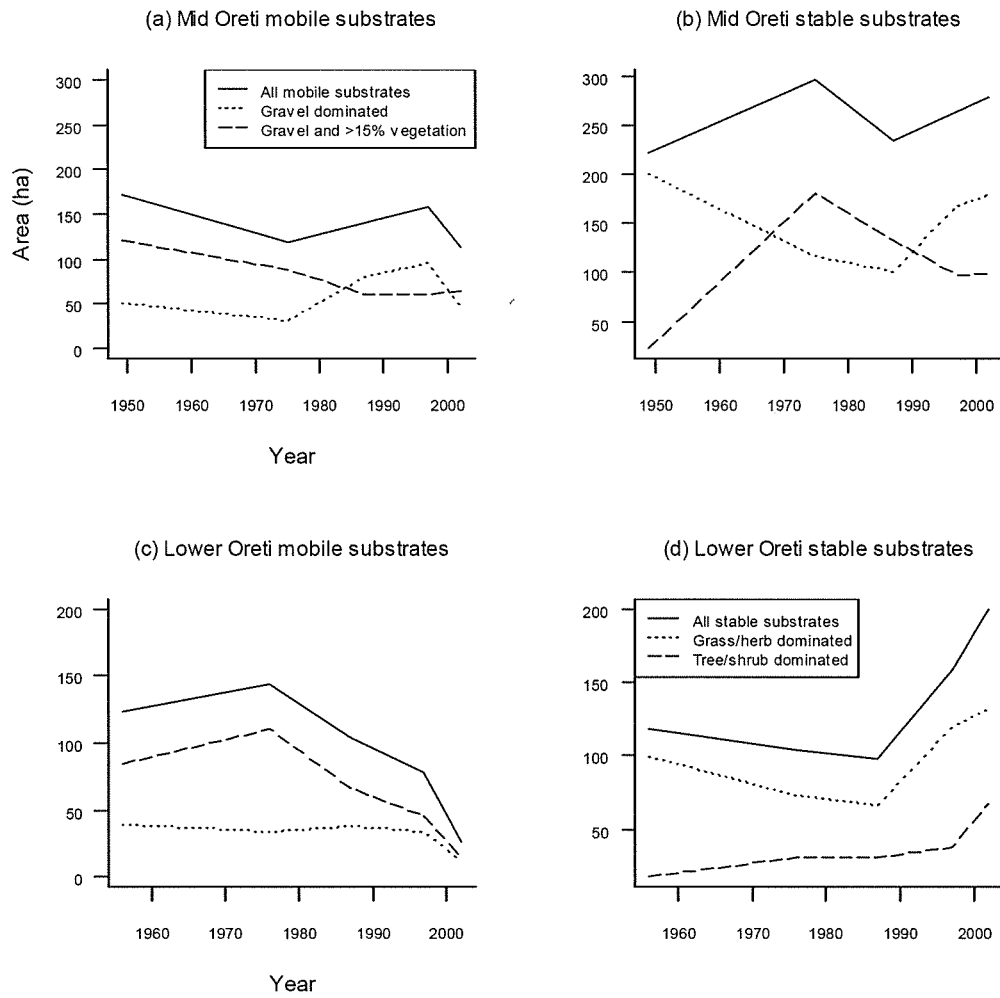 (a) Mid Oreti mobile substrates
All mobile substrates
Gravel dominated
Gravel and >15% vegetation
Area (ha)
300
250
200
150
100
50
0
1950 1960 1970 1980 1990 2000
Year
(b) Mid Oreti stable substrates
300
250
200
150
100
50
1950 1960 1970 1980 1990 2000
(c) Lower Oreti mobile substrates
200
150
100
50
0
1960 1970 1980 1990 2000
Year
(d) Lower Oreti stable substrates
All stable substrates
Grass/herb dominated
Tree/shrub dominated
200
150
100
50
1960 1970 1980 1990 2000